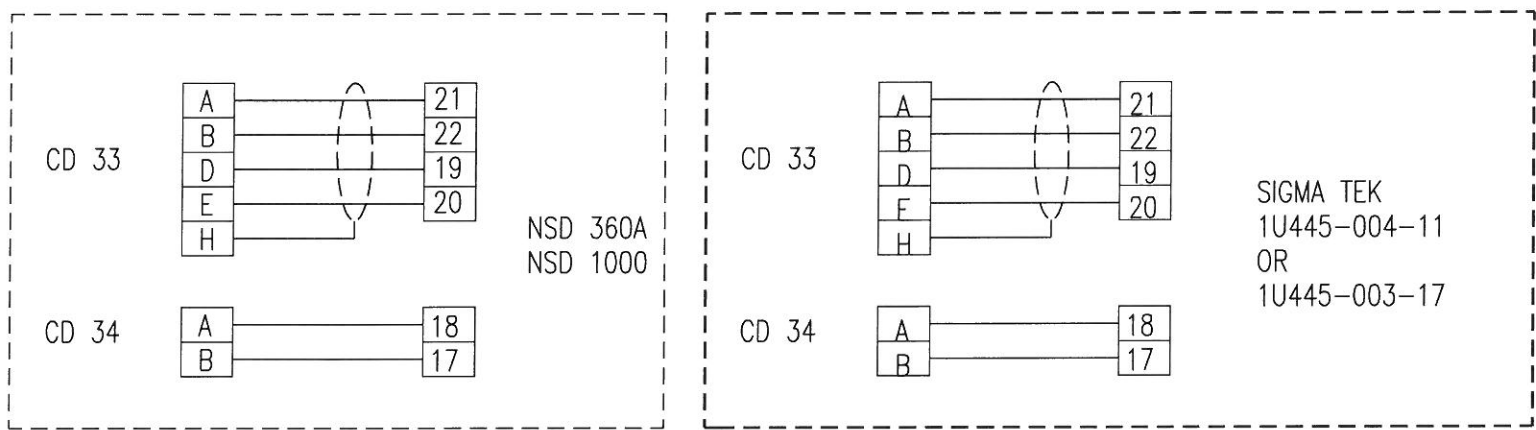 CD 33
A 21
B 22
D 19
E 20
H
NSD 360A
NSD 1000
CD 34
A 18
B 17
CD 33
A 21
B 22
D 19
E 20
H
SIGMA TEK
1U445-004-11
OR
1U445-003-17
CD 34
A 18
B 17